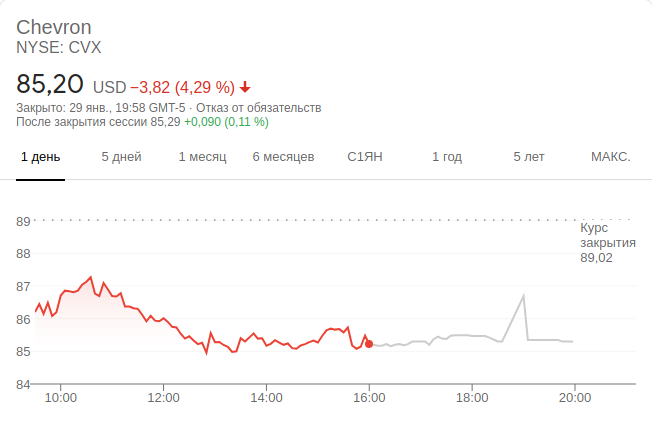 Chevron
NYSE: CVX
85,20 USD −3,82 (4,29 %)
Закрыто: 29 янв., 19:58 GMT-5 · Отказ от обязательств
После закрытия сессии 85,29 +0,090 (0,11 %)
1 день 5 дней 1 месяц 6 месяцев С1ЯН 1 год 5 лет МАКС.
89
Курс
закрытия
89,02
88
87
86
85
84
10:00 12:00 14:00 16:00 18:00 20:00